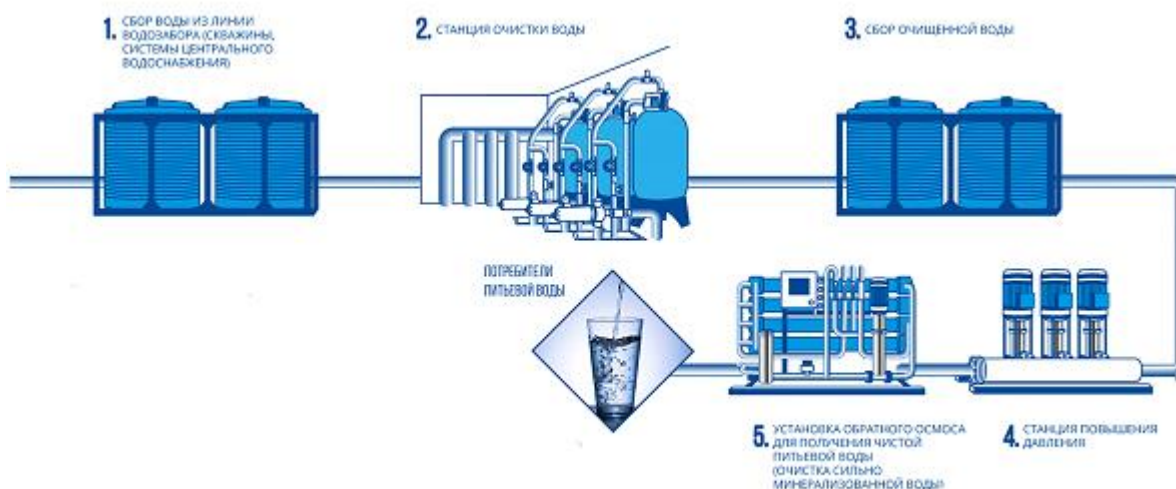 1. СБОР ВОДЫ ИЗ ЛИНИИ
ВОДОЗАБОРА (СКВАЖИНЫ,
СИСТЕМЫ ЦЕНТРАЛЬНОГО
ВОДОСНАБЖЕНИЯ)
2. СТАНЦИЯ ОЧИСТКИ ВОДЫ
3. СБОР ОЧИЩЕННОЙ ВОДЫ
ПОТРЕБИТЕЛИ
ПИТЬЕВОЙ ВОДЫ
5. УСТАНОВКА ОБРАТНОГО ОСМОСА
ДЛЯ ПОЛУЧЕНИЯ ЧИСТОЙ
ПИТЬЕВОЙ ВОДЫ
(ОЧИСТКА СИЛЬНО
МИНЕРАЛИЗОВАННОЙ ВОДЫ)
4. СТАНЦИЯ ПОВЫШЕНИЯ
ДАВЛЕНИЯ